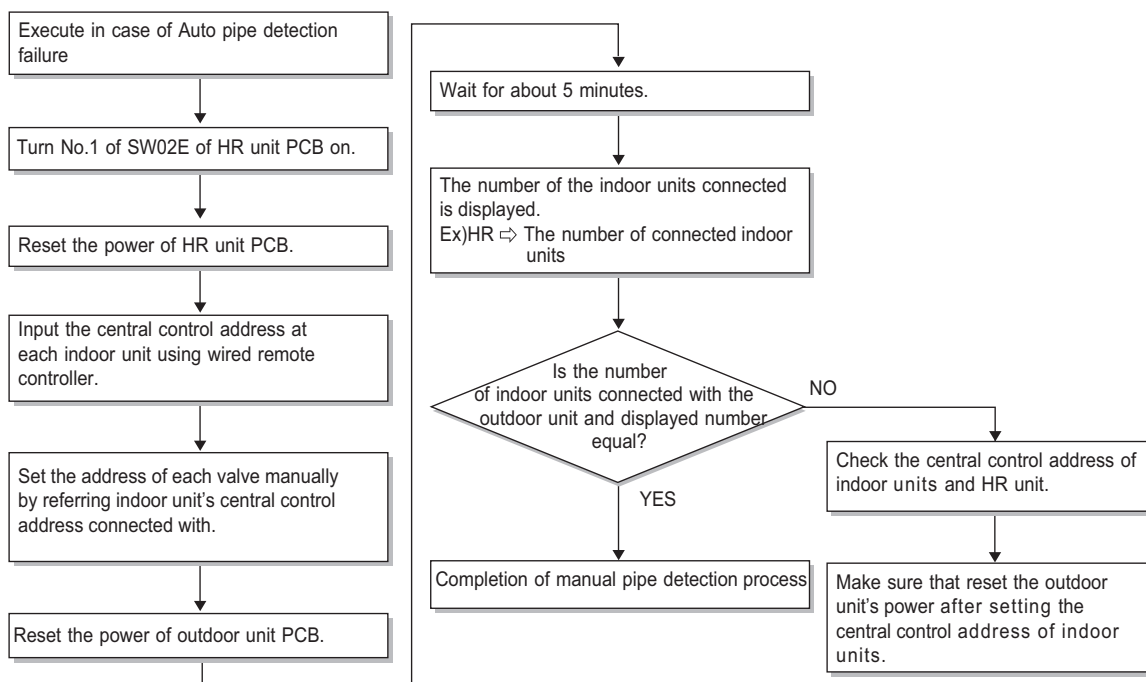 Execute in case of Auto pipe detection
failure
Turn No.1 of SW02E of HR unit PCB on.
Reset the power of HR unit PCB.
Input the central control address at
each indoor unit using wired remote
controller.
Set the address of each valve manually
by referring indoor unit's central control
address connected with.
Reset the power of outdoor unit PCB.
Wait for about 5 minutes.
The number of the indoor units connected
is displayed.
Ex)HR ⇨ The number of connected indoor
units
Is the number
of indoor units connected with the
outdoor unit and displayed number
equal?
NO
YES
Completion of manual pipe detection process
Check the central control address of
indoor units and HR unit.
Make sure that reset the outdoor
unit's power after setting the
central control address of indoor
units.